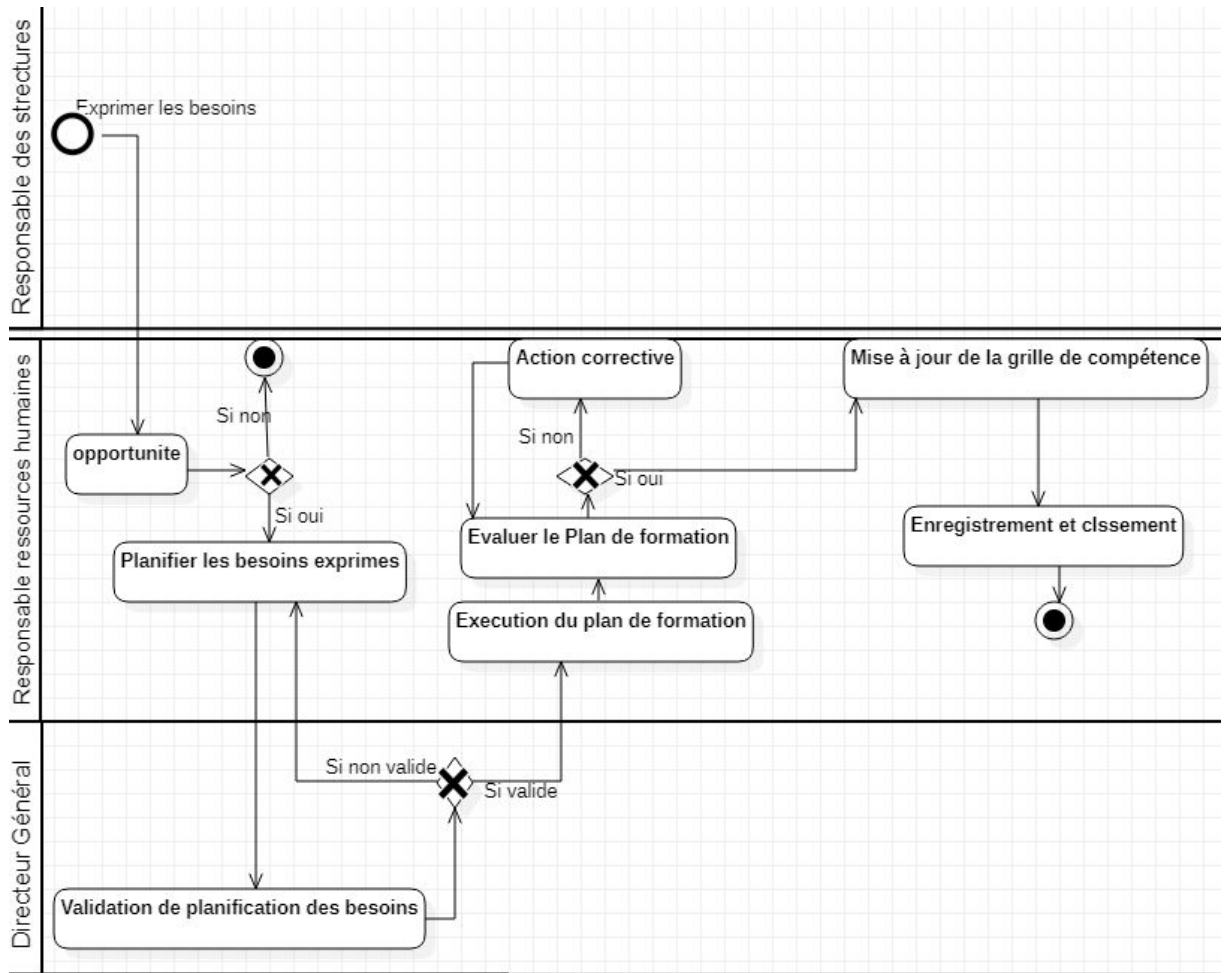 Responsable des strectures
Exprimer les besoins
Responsable ressources humaines
Action corrective
Mise à jour de la grille de compétence
Si non
Si non
opportunite
Si oui
Si oui
Enregistrement et clssement
Evaluer le Plan de formation
Planifier les besoins exprimes
Execution du plan de formation
Directeur Général
Si non valide
Si valide
Validation de planification des besoins